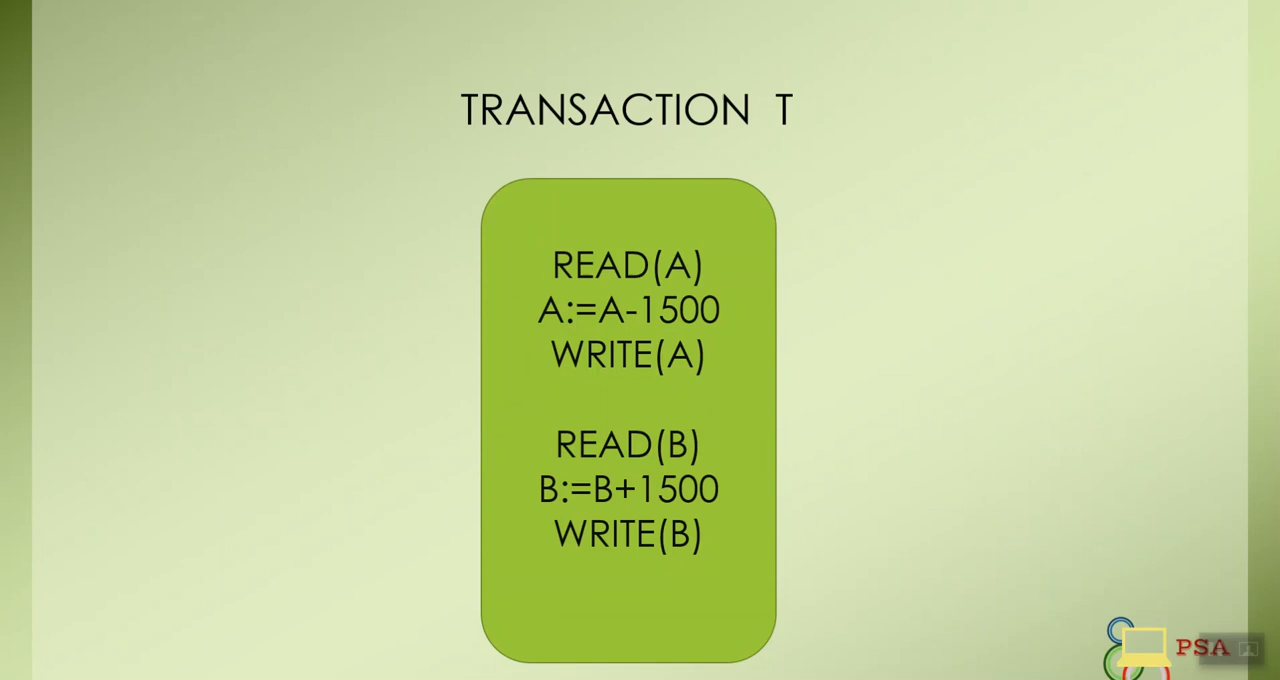 TRANSACTION T
READ(A)
A:=A-1500
WRITE(A)
READ(B)
B:=B+1500
WRITE(B)
PSA